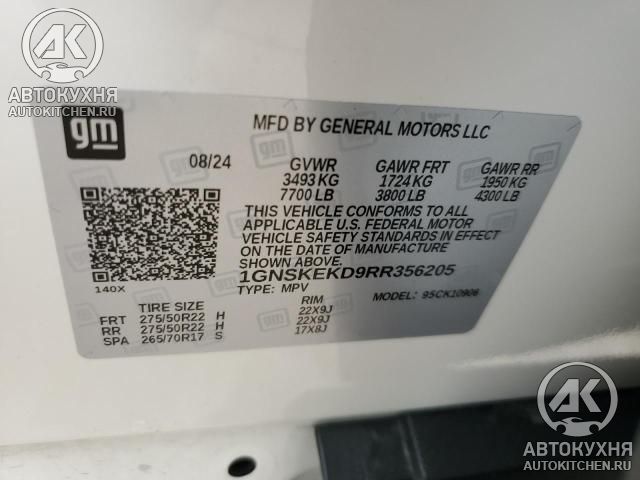 AK
АВТОКУХНЯ
AUTOKITCHEN.RU
gm
MFD BY GENERAL MOTORS LLC
08/24 GVWR GAWR FRT GAWR RR
3493 KG 1724 KG 1950 KG
7700 LB 3800 LB 4300 LB
THIS VEHICLE CONFORMS TO ALL
APPLICABLE U.S. FEDERAL MOTOR
VEHICLE SAFETY STANDARDS IN EFFECT
ON THE DATE OF MANUFACTURE
SHOWN ABOVE.
1GNSKEKD9RR356205
140X TYPE: MPV MODEL: 95CK10906
TIRE SIZE RIM
FRT 275/50R22 H 22X9J
RR 275/50R22 H 22X9J
SPA 265/70R17 S 17X8J
AK
АВТОКУХНЯ
AUTOKITCHEN.RU